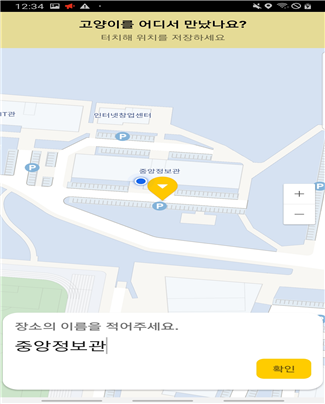 12:34
고양이를 어디서 만났나요?
터치해 위치를 저장하세요
IT관
인터넷창업센터
P
P
중앙정보관
P
P
+
−
P
장소의 이름을 적어주세요.
중앙정보관
확인